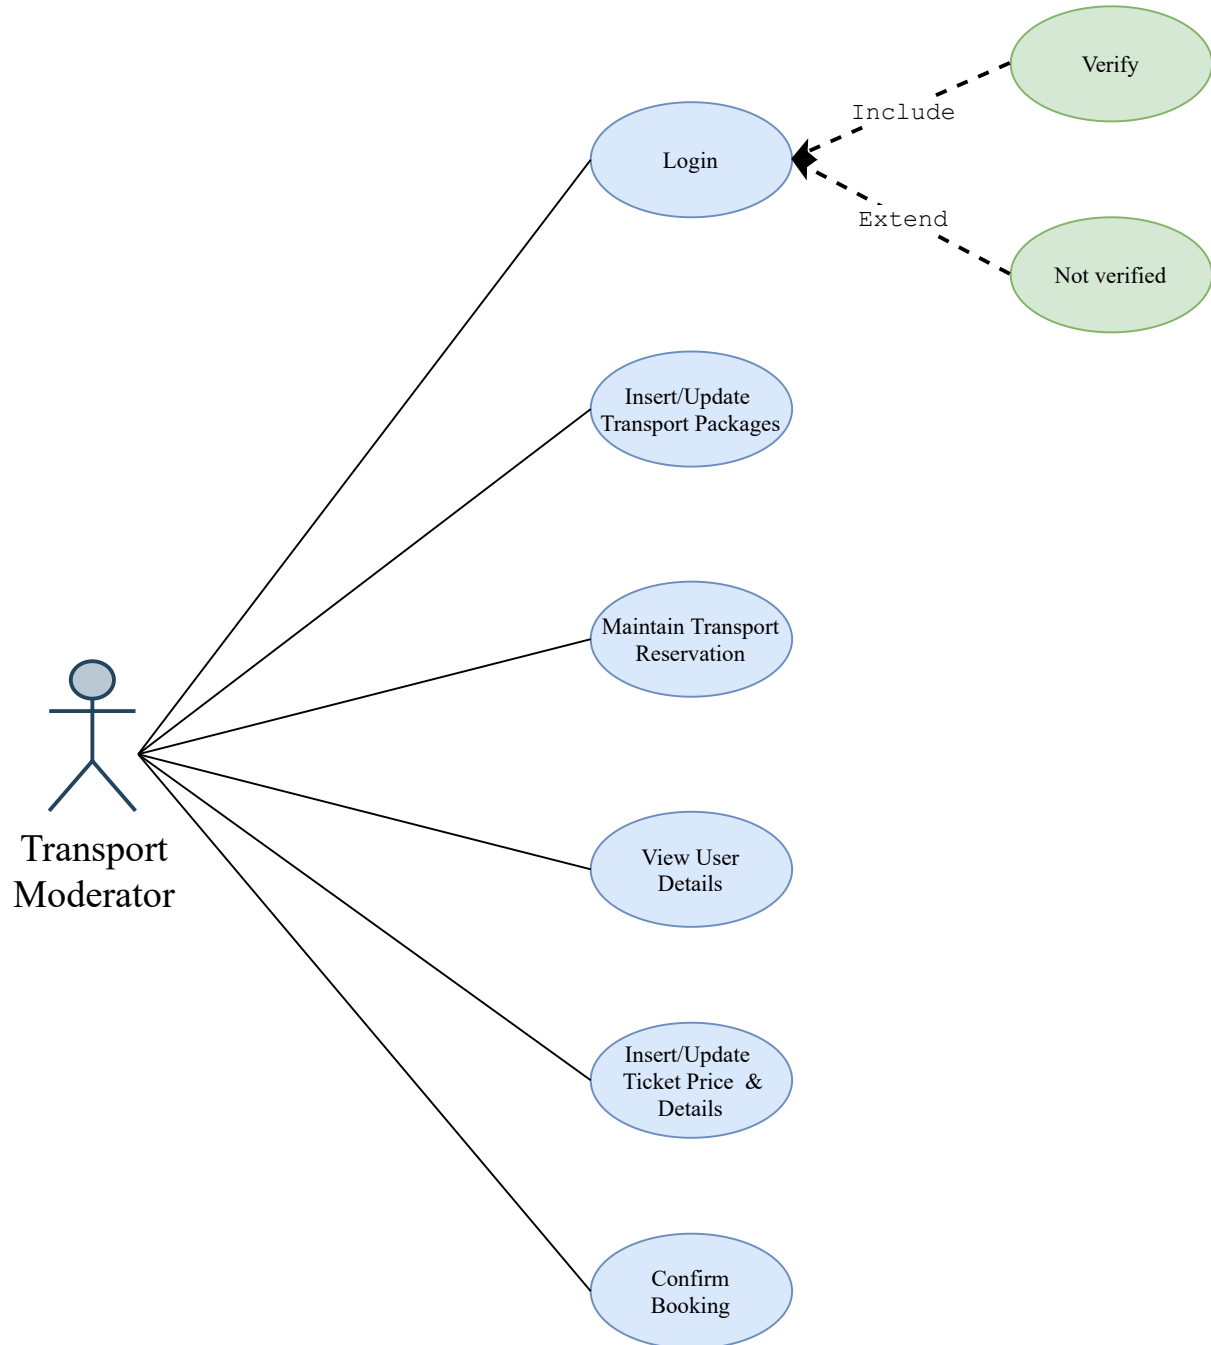 Verify
Include
Login
Extend
Not verified
Insert/Update
Transport Packages
Maintain Transport
Reservation
Transport
Moderator
View User
Details
Insert/Update
Ticket Price  &
Details
Confirm
Booking